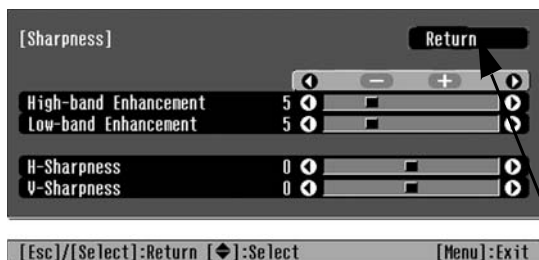 [Sharpness]
Return
− +
High-band Enhancement 5
Low-band Enhancement 5
H-Sharpness 0
V-Sharpness 0
[Esc]/[Select]:Return [◆]:Select [Menu]:Exit